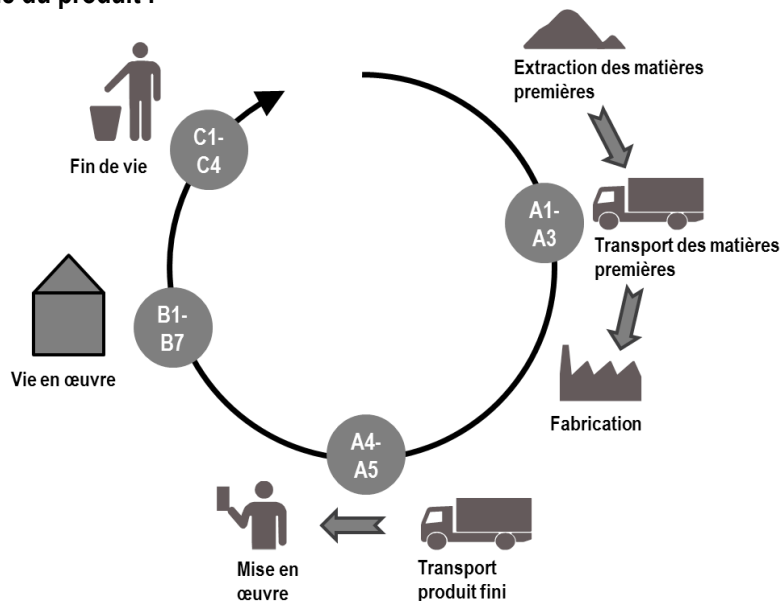 du produit :
Extraction des matières
premières
A1-
A3
Transport des matières
premières
Fabrication
A4-
A5
Transport
produit fini
Mise en
œuvre
B1-
B7
Vie en œuvre
C1-
C4
Fin de vie